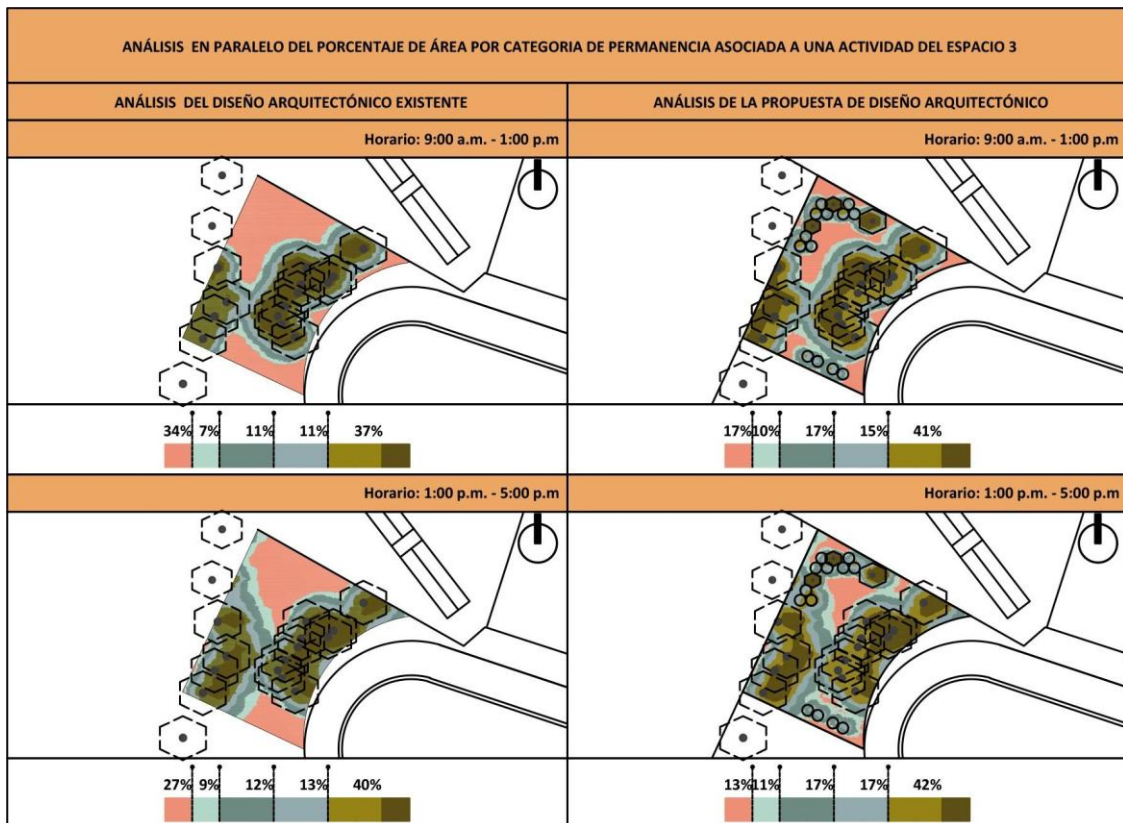 ANÁLISIS EN PARALELO DEL PORCENTAJE DE ÁREA POR CATEGORIA DE PERMANENCIA ASOCIADA A UNA ACTIVIDAD DEL ESPACIO 3
ANÁLISIS DEL DISEÑO ARQUITECTÓNICO EXISTENTE
ANÁLISIS DE LA PROPUESTA DE DISEÑO ARQUITECTÓNICO
Horario: 9:00 a.m. - 1:00 p.m
Horario: 9:00 a.m. - 1:00 p.m
34% 7% 11% 11% 37%
17% 10% 17% 15% 41%
Horario: 1:00 p.m. - 5:00 p.m
Horario: 1:00 p.m. - 5:00 p.m
27% 9% 12% 13% 40%
13% 11% 17% 17% 42%